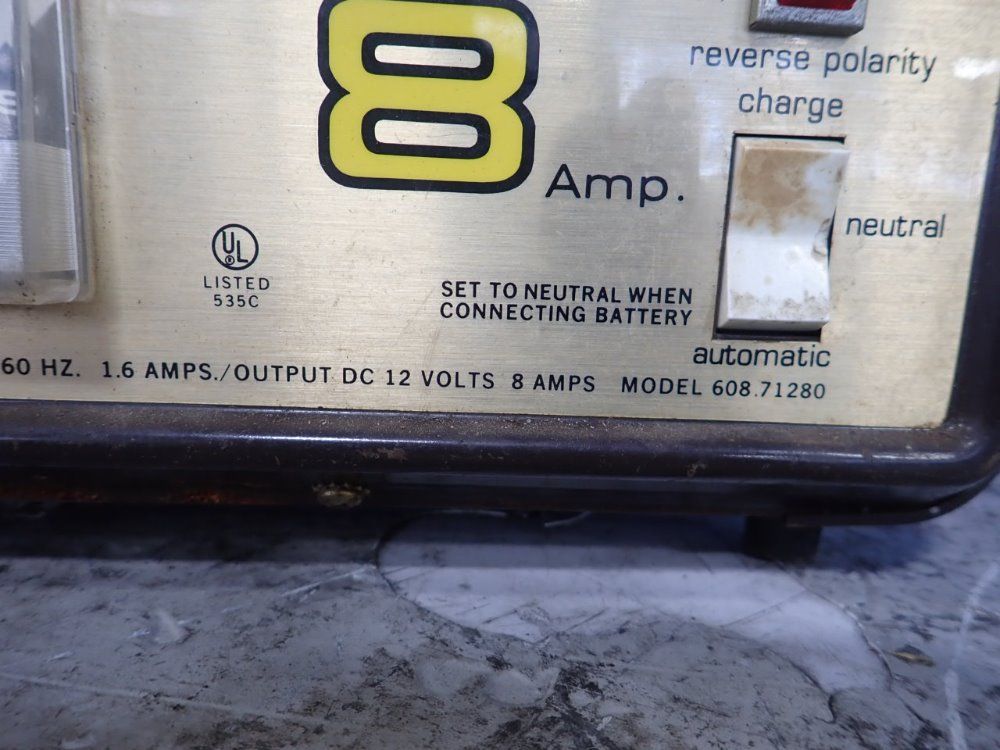 8
Amp.
reverse polarity
charge
neutral
automatic
UL
®
LISTED
535C
SET TO NEUTRAL WHEN
CONNECTING BATTERY
60 HZ. 1.6 AMPS./OUTPUT DC 12 VOLTS 8 AMPS MODEL 608.71280